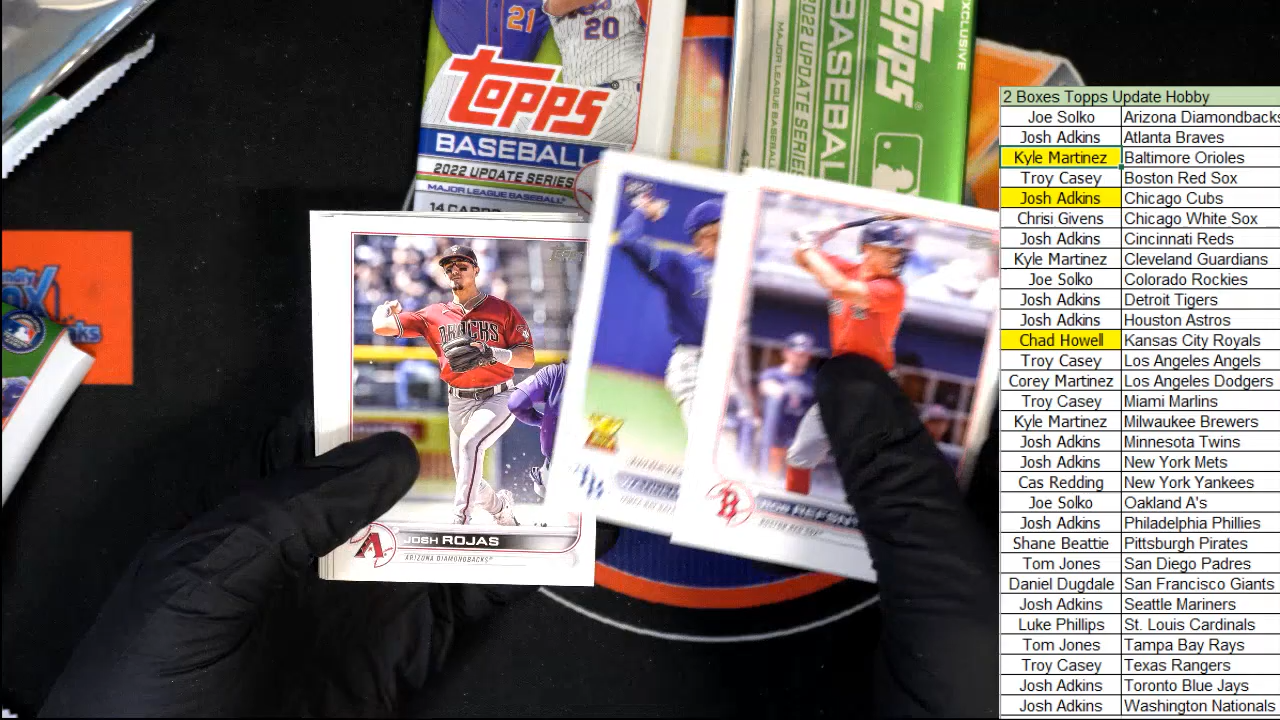 21
20
TOPPS
BASEBALL
2022 UPDATE SERIES
MAJOR LEAGUE BASEBALL
14 CARDS
EXCLUSIVE
TOPPS
BASEBALL
2022 UPDATE SERIES
MAJOR LEAGUE BASEBALL
Topps
D-BACKS
JOSH ROJAS
ARIZONA DIAMONDBACKS
A
B
ROB REFSN
2 Boxes Topps Update Hobby
Joe Solko Arizona Diamondbacks
Josh Adkins Atlanta Braves
Kyle Martinez Baltimore Orioles
Troy Casey Boston Red Sox
Josh Adkins Chicago Cubs
Chrisi Givens Chicago White Sox
Josh Adkins Cincinnati Reds
Kyle Martinez Cleveland Guardians
Joe Solko Colorado Rockies
Josh Adkins Detroit Tigers
Josh Adkins Houston Astros
Chad Howell Kansas City Royals
Troy Casey Los Angeles Angels
Corey Martinez Los Angeles Dodgers
Troy Casey Miami Marlins
Kyle Martinez Milwaukee Brewers
Josh Adkins Minnesota Twins
Josh Adkins New York Mets
Cas Redding New York Yankees
Joe Solko Oakland A's
Josh Adkins Philadelphia Phillies
Shane Beattie Pittsburgh Pirates
Tom Jones San Diego Padres
Daniel Dugdale San Francisco Giants
Josh Adkins Seattle Mariners
Luke Phillips St. Louis Cardinals
Tom Jones Tampa Bay Rays
Troy Casey Texas Rangers
Josh Adkins Toronto Blue Jays
Josh Adkins Washington Nationals